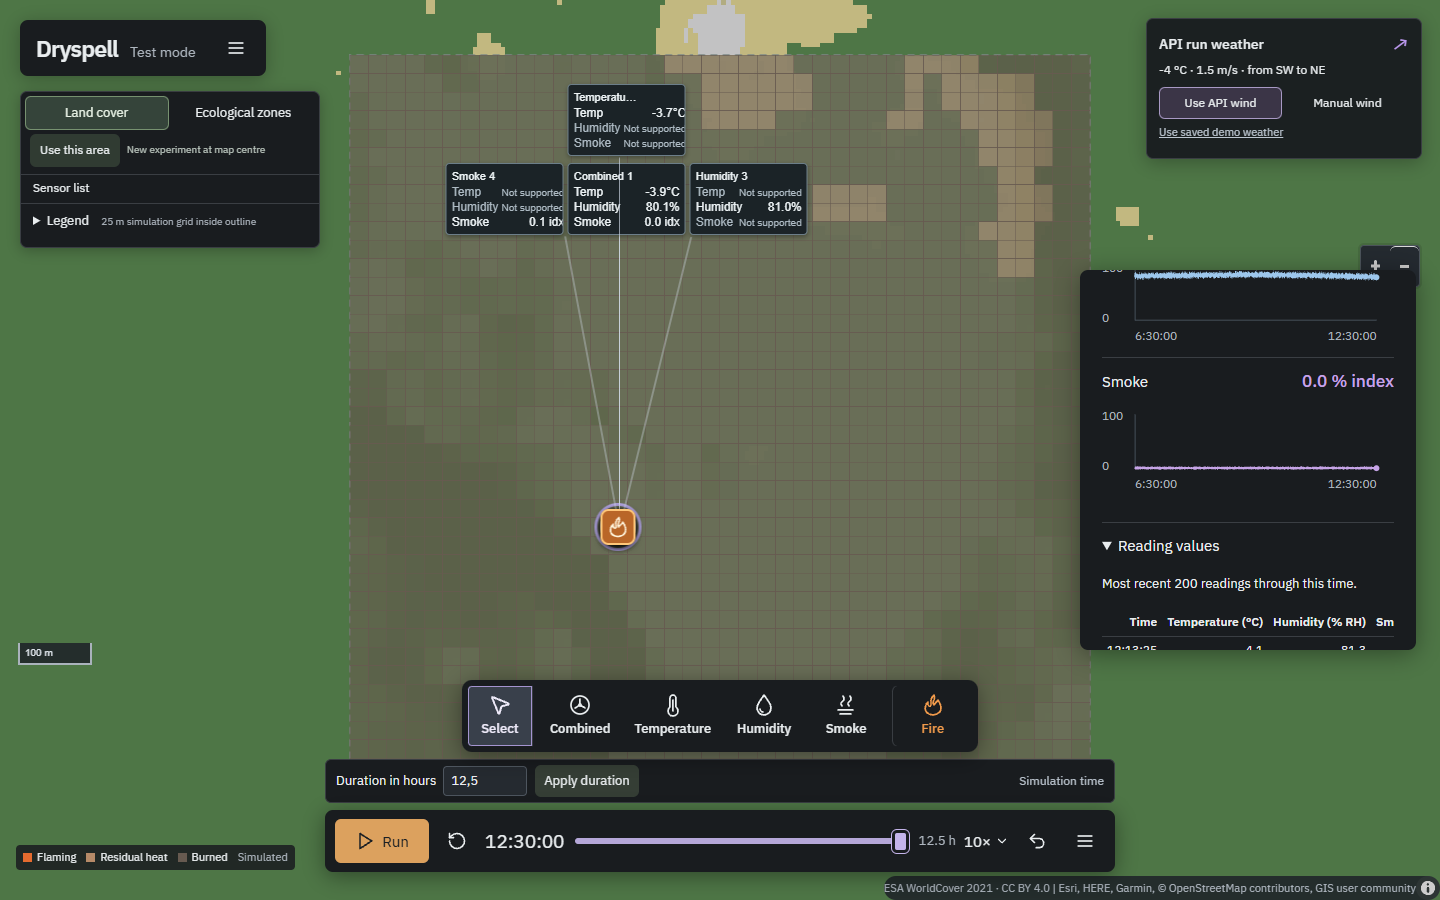 Dryspell Test mode
Land cover Ecological zones
Use this area New experiment at map centre
Sensor list
Legend 25 m simulation grid inside outline
API run weather
-4 °C · 1.5 m/s · from SW to NE
Use API wind Manual wind
Use saved demo weather
Temperatu...
Temp -3.7°C
Humidity Not supported
Smoke Not supported
Smoke 4
Temp Not supported
Humidity Not supported
Smoke 0.1 idx
Combined 1
Temp -3.9°C
Humidity 80.1%
Smoke 0.0 idx
Humidity 3
Temp Not supported
Humidity 81.0%
Smoke Not supported
+ −
100
0
6:30:00 12:30:00
Smoke 0.0 % index
100
0
6:30:00 12:30:00
Reading values
Most recent 200 readings through this time.
Time Temperature (°C) Humidity (% RH) Sm
100 m
Select Combined Temperature Humidity Smoke Fire
Duration in hours 12,5 Apply duration Simulation time
Run 12:30:00 12.5 h 10×
Flaming Residual heat Burned Simulated
ESA WorldCover 2021 · CC BY 4.0 | Esri, HERE, Garmin, © OpenStreetMap contributors, GIS user community